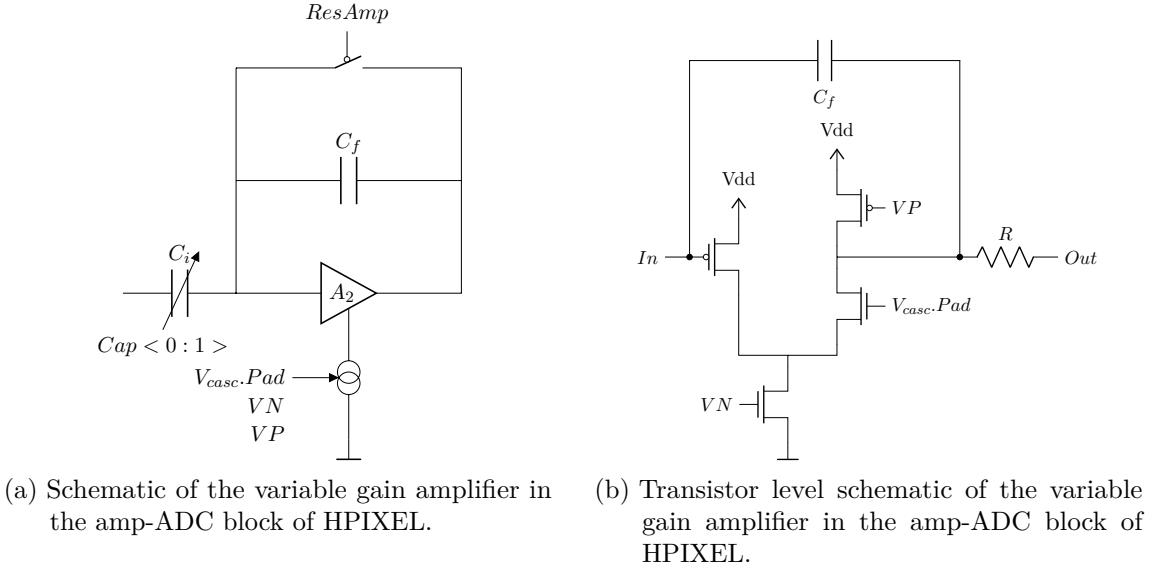 ResAmp
C_f
C_i
A_2
Cap < 0 : 1 >
V_casc.Pad
VN
VP
(a) Schematic of the variable gain amplifier in
the amp-ADC block of HPIXEL.
C_f
Vdd
Vdd
VP
R
In
Out
V_casc.Pad
VN
(b) Transistor level schematic of the variable
gain amplifier in the amp-ADC block of
HPIXEL.